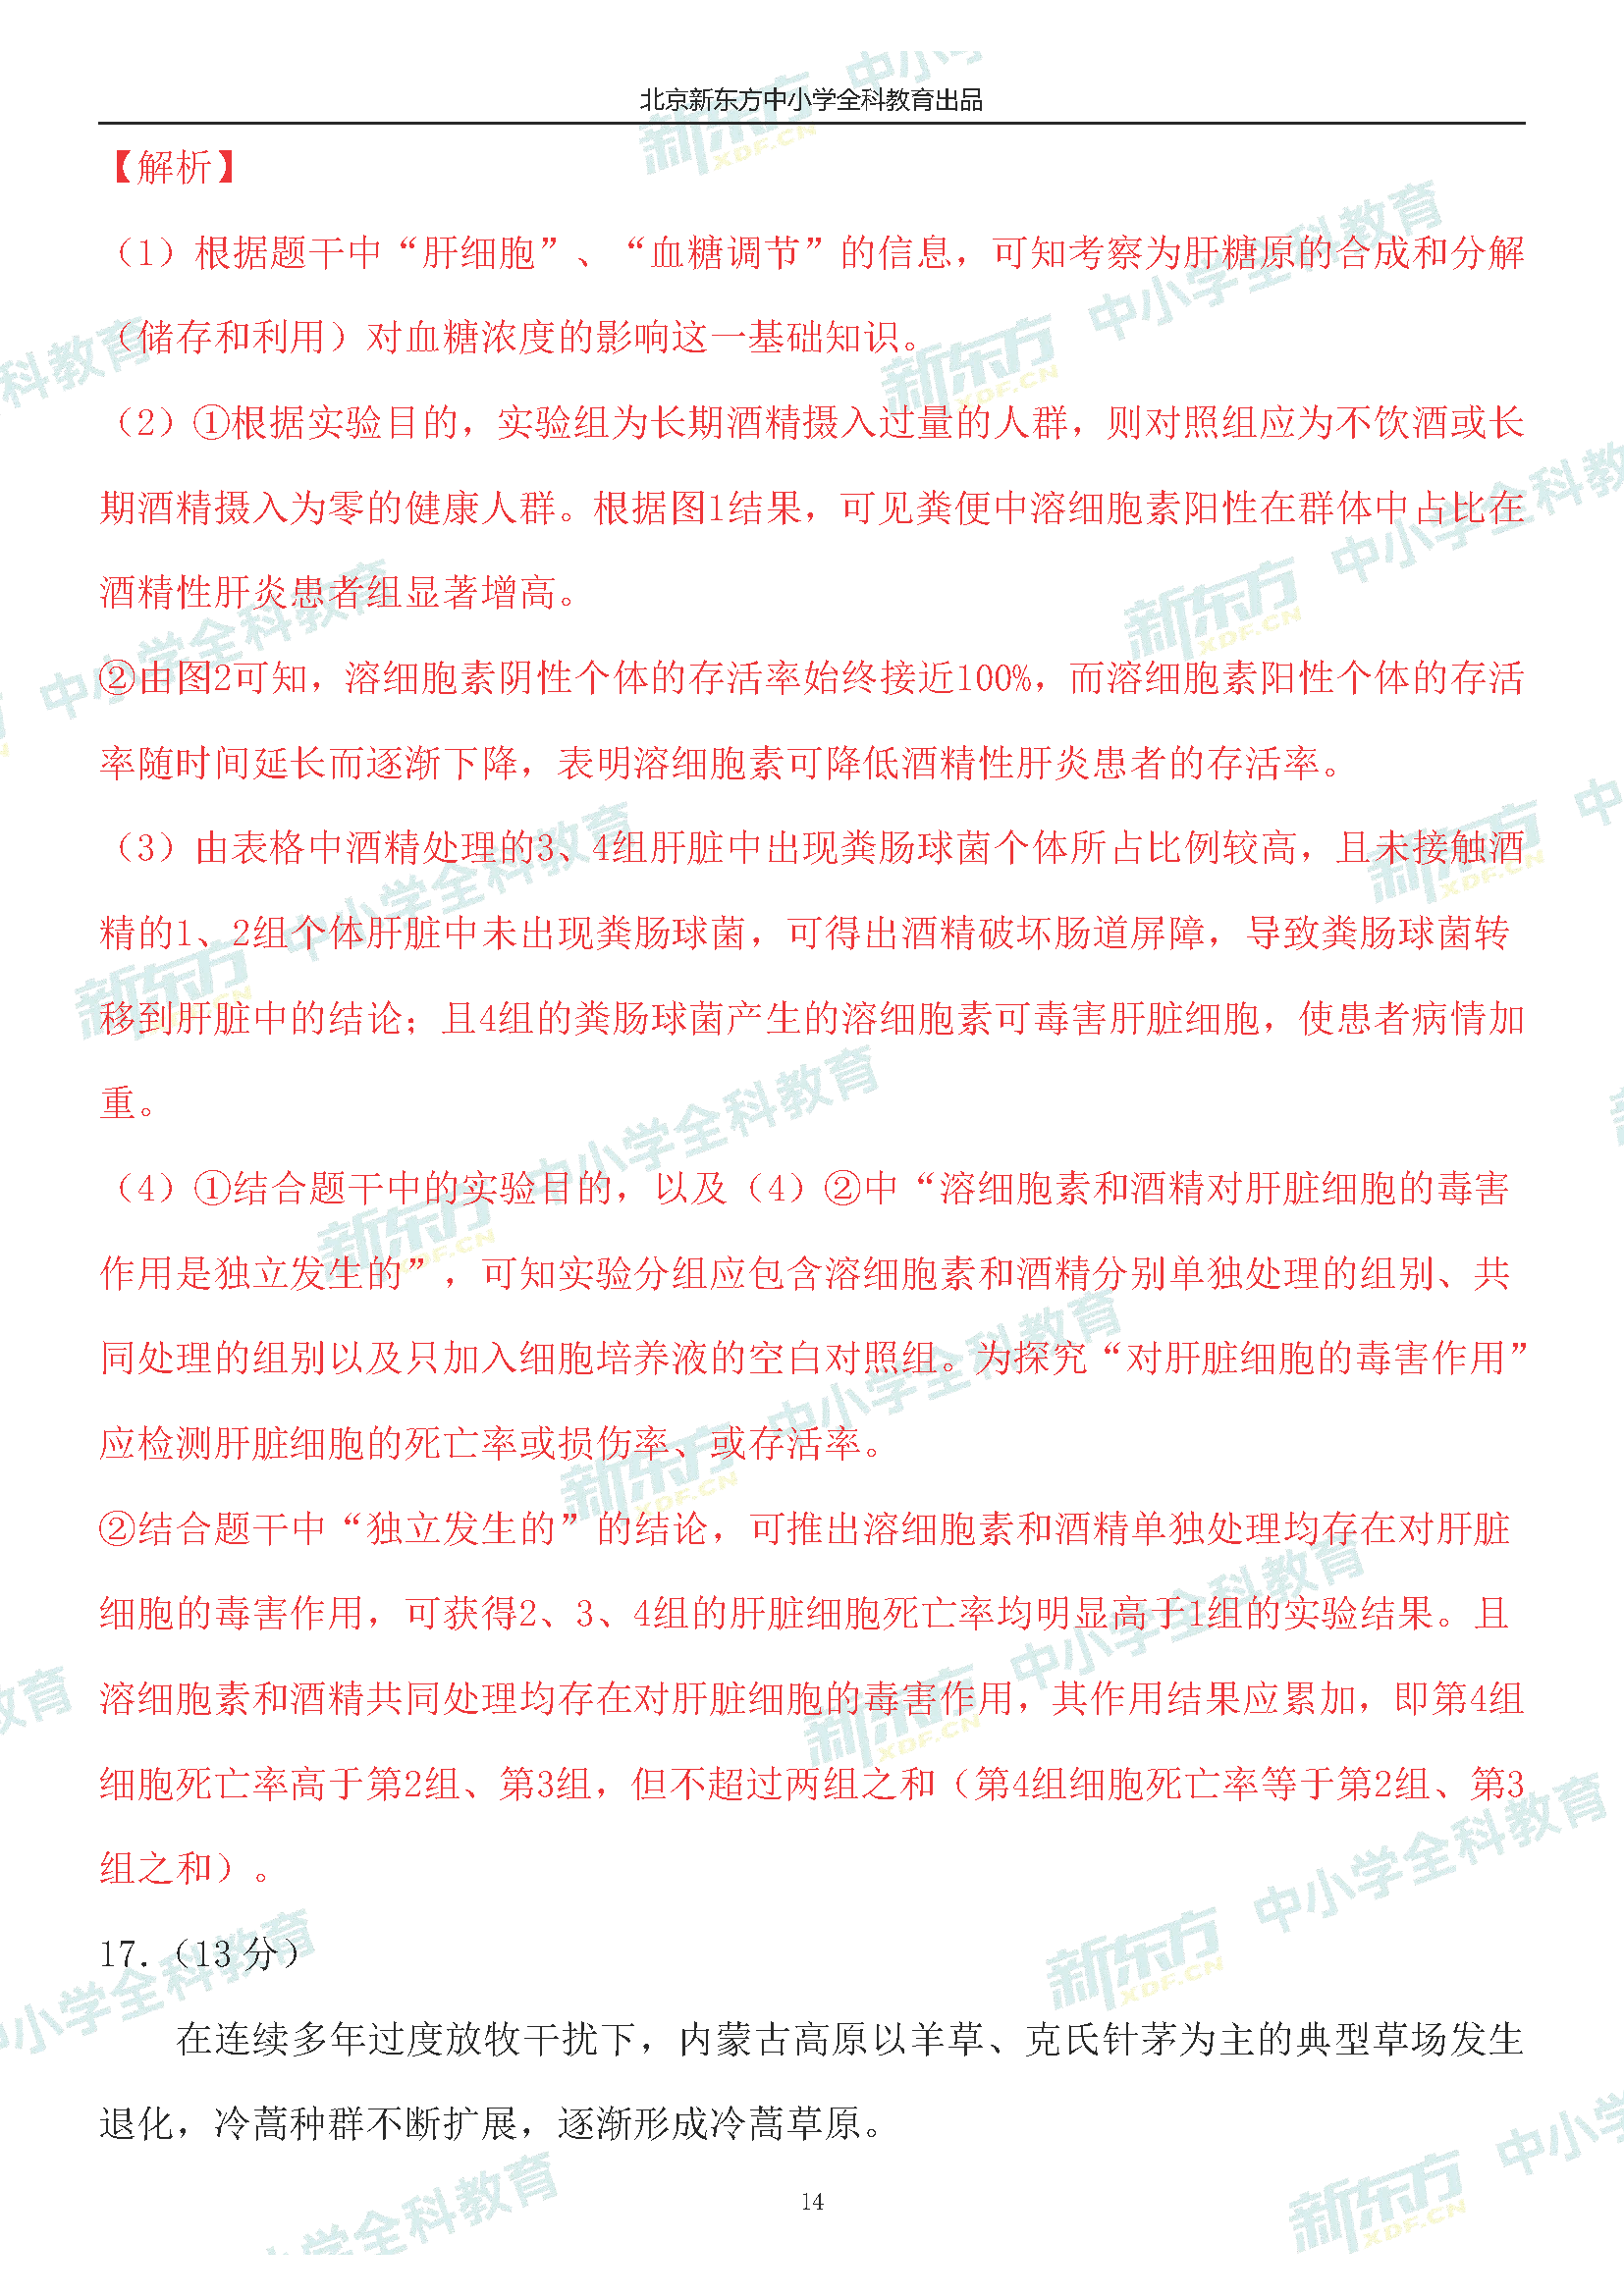 北京新东方中小学全科教育出品
【解析】
（1）根据题干中“肝细胞”、“血糖调节”的信息，可知考察为肝糖原的合成和分解
（储存和利用）对血糖浓度的影响这一基础知识。
（2）①根据实验目的，实验组为长期酒精摄入过量的人群，则对照组应为不饮酒或长
期酒精摄入为零的健康人群。根据图1结果，可见粪便中溶细胞素阳性在群体中占比在
酒精性肝炎患者组显著增高。
②由图2可知，溶细胞素阴性个体的存活率始终接近100%，而溶细胞素阳性个体的存活
率随时间延长而逐渐下降，表明溶细胞素可降低酒精性肝炎患者的存活率。
（3）由表格中酒精处理的3、4组肝脏中出现粪肠球菌个体所占比例较高，且未接触酒
精的1、2组个体肝脏中未出现粪肠球菌，可得出酒精破坏肠道屏障，导致粪肠球菌转
移到肝脏中的结论；且4组的粪肠球菌产生的溶细胞素可毒害肝脏细胞，使患者病情加
重。
（4）①结合题干中的实验目的，以及（4）②中“溶细胞素和酒精对肝脏细胞的毒害
作用是独立发生的”，可知实验分组应包含溶细胞素和酒精分别单独处理的组别、共
同处理的组别以及只加入细胞培养液的空白对照组。为探究“对肝脏细胞的毒害作用”
应检测肝脏细胞的死亡率或损伤率、或存活率。
②结合题干中“独立发生的”的结论，可推出溶细胞素和酒精单独处理均存在对肝脏
细胞的毒害作用，可获得2、3、4组的肝脏细胞死亡率均明显高于1组的实验结果。且
溶细胞素和酒精共同处理均存在对肝脏细胞的毒害作用，其作用结果应累加，即第4组
细胞死亡率高于第2组、第3组，但不超过两组之和（第4组细胞死亡率等于第2组、第3
组之和）。
17.（13 分）
在连续多年过度放牧干扰下，内蒙古高原以羊草、克氏针茅为主的典型草场发生
退化，冷蒿种群不断扩展，逐渐形成冷蒿草原。
14